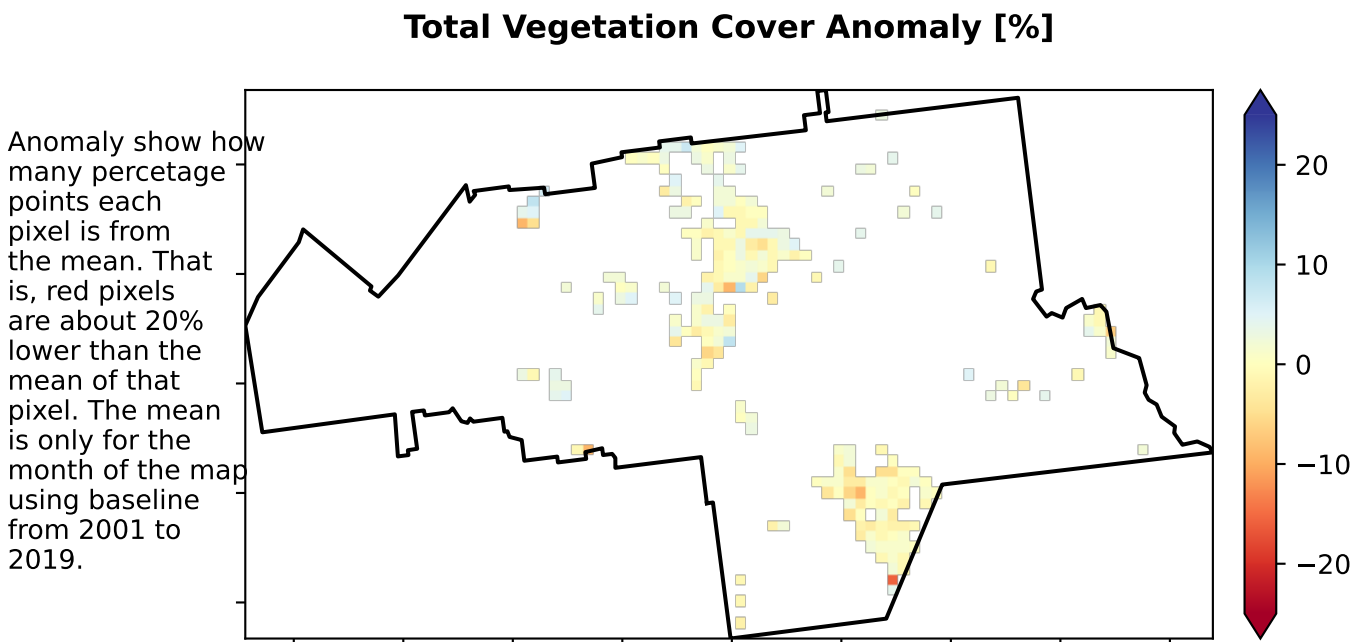 Total Vegetation Cover Anomaly [%]
Anomaly show how
many percetage
points each
pixel is from
the mean. That
is, red pixels
are about 20%
lower than the
mean of that
pixel. The mean
is only for the
month of the map
using baseline
from 2001 to
2019.
20
10
0
−10
−20